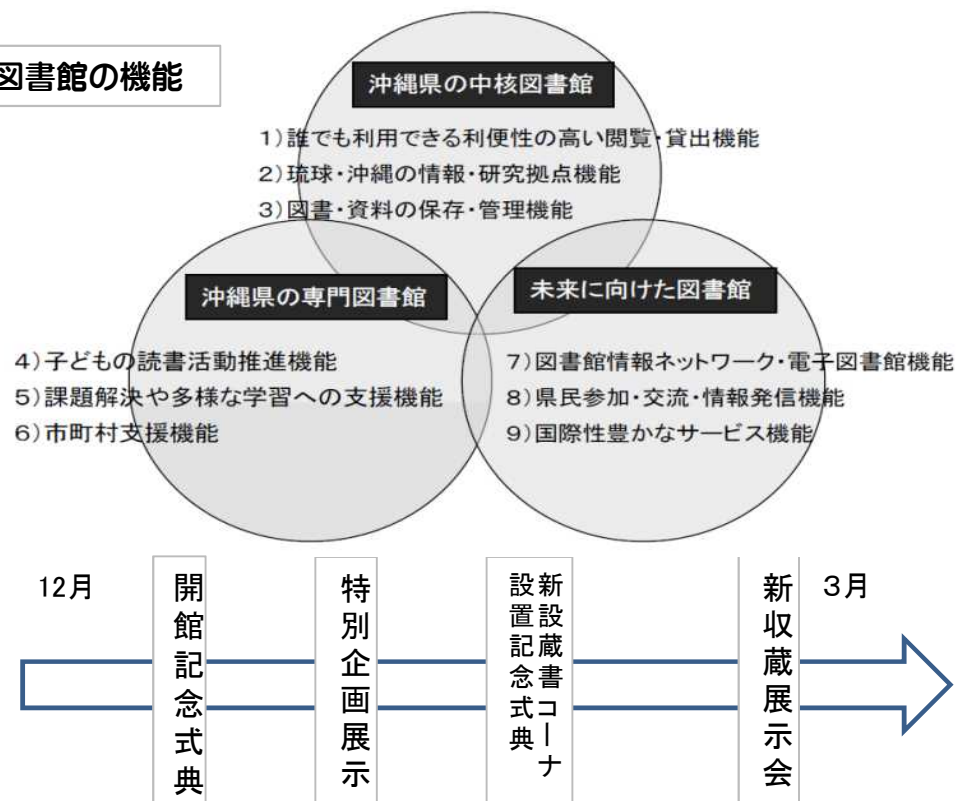 図書館の機能
沖縄県の中核図書館
1)誰でも利用できる利便性の高い閲覧・貸出機能
2)琉球・沖縄の情報・研究拠点機能
3)図書・資料の保存・管理機能
沖縄県の専門図書館
4)子どもの読書活動推進機能
5)課題解決や多様な学習への支援機能
6)市町村支援機能
未来に向けた図書館
7)図書館情報ネットワーク・電子図書館機能
8)県民参加・交流・情報発信機能
9)国際性豊かなサービス機能
12月
開館記念式典
特別企画展示
新設蔵書コーナ
設置記念式典
新収蔵展示会
3月